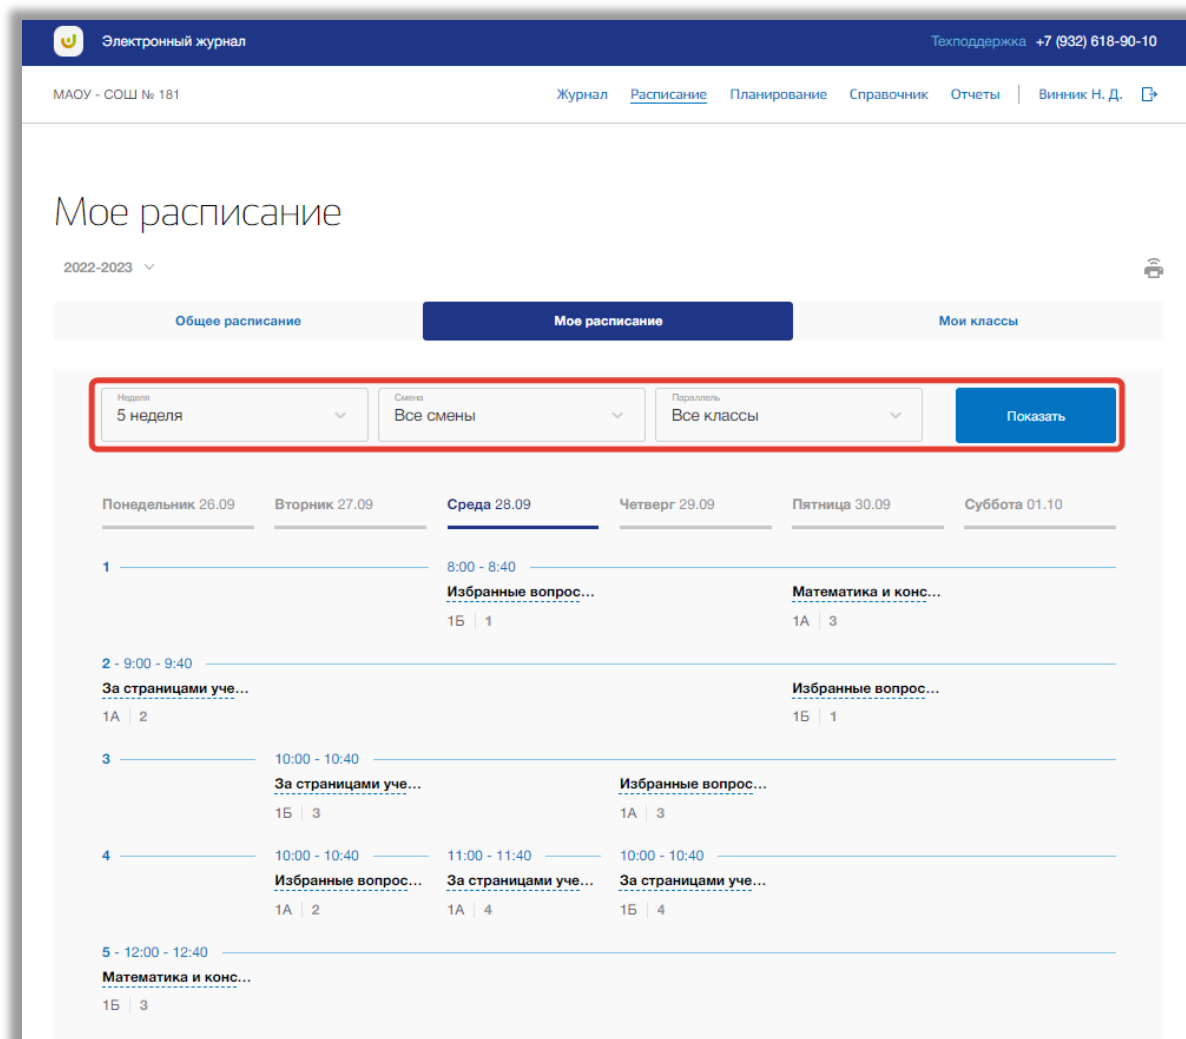 Электронный журнал Техподдержка +7 (932) 618-90-10
МАОУ - СОШ № 181 Журнал Расписание Планирование Справочник Отчеты Винник Н. Д.
Мое расписание
2022-2023
Общее расписание Мое расписание Мои классы
Неделя Смена Параллель
5 неделя Все смены Все классы Показать
Понедельник 26.09 Вторник 27.09 Среда 28.09 Четверг 29.09 Пятница 30.09 Суббота 01.10
1 8:00 - 8:40
Избранные вопрос... Математика и конс...
1Б 1 1А 3
2 - 9:00 - 9:40
За страницами уче... Избранные вопрос...
1А 2 1Б 1
3 10:00 - 10:40
За страницами уче... Избранные вопрос...
1Б 3 1А 3
4 10:00 - 10:40 11:00 - 11:40 10:00 - 10:40
Избранные вопрос... За страницами уче... За страницами уче...
1А 2 1А 4 1Б 4
5 - 12:00 - 12:40
Математика и конс...
1Б 3